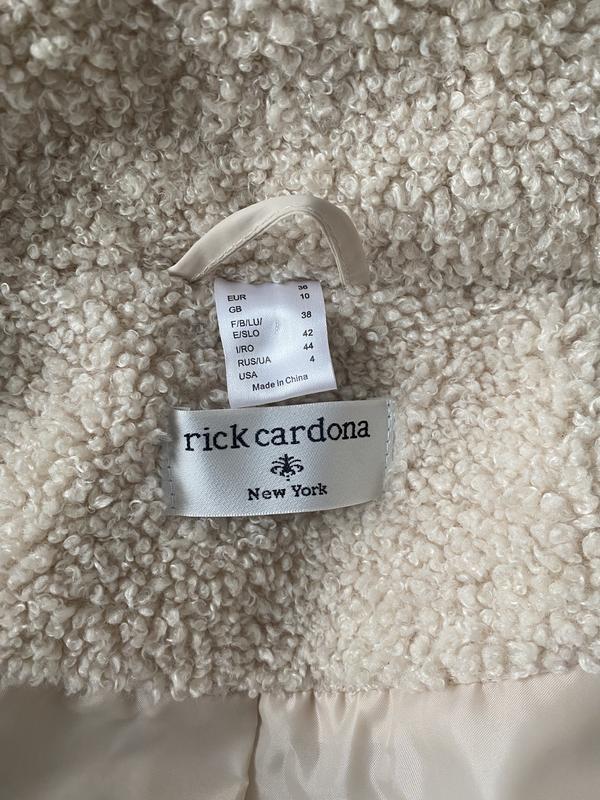 EUR 36
GB 10
F/B/LU/
E/SLO 38
I/RO 42
RUS/UA 44
USA 4
Made in China
rick cardona
New York